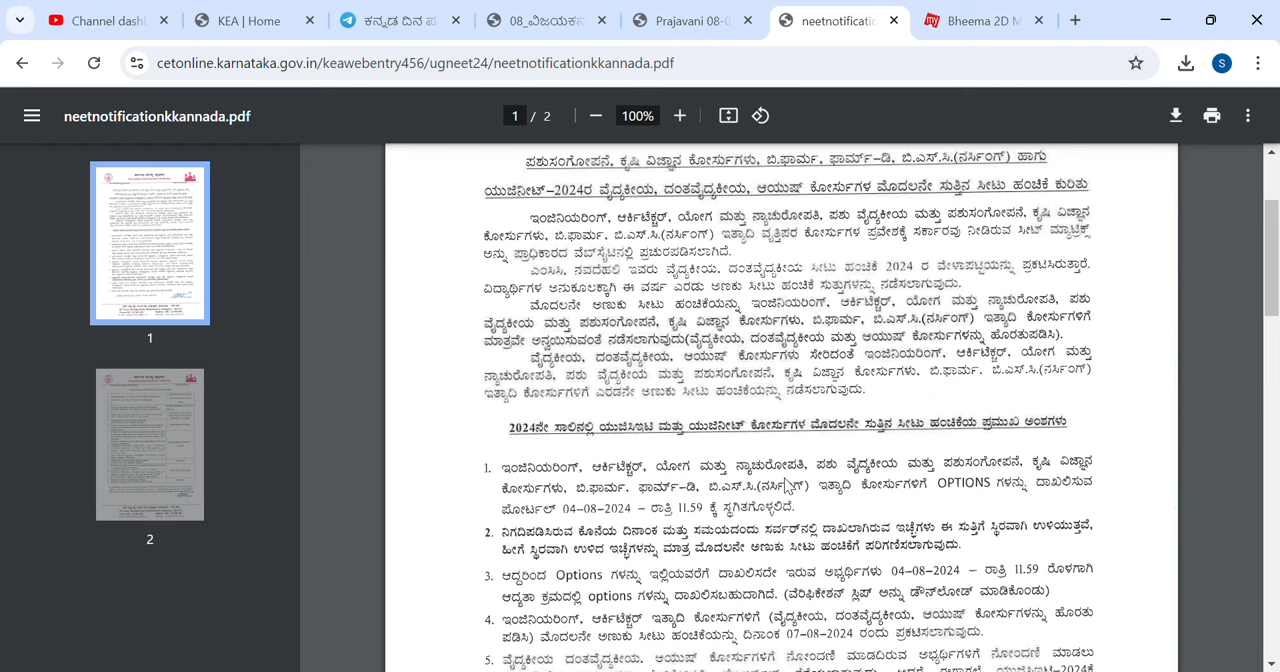 Channel dash
KEA | Home
ಕನ್ನಡ ದಿನ ಪ
08_ವಿಜಯಕನ
Prajavani 08-0
neetnotificatio
Bheema 2D M
cetonline.karnataka.gov.in/keawebentry456/ugneet24/neetnotificationkkannada.pdf
S
neetnotificationkkannada.pdf
1 / 2
100%
ಪಶುಸಂಗೋಪನೆ, ಕೃಷಿ ವಿಜ್ಞಾನ ಕೋರ್ಸುಗಳು, ಬಿ.ಫಾರ್ಮ, ಫಾರ್ಮ್-ಡಿ, ಬಿ.ಎಸ್.ಸಿ.(ನರ್ಸಿಂಗ್) ಹಾಗು
ಯುಜಿನೀಟ್-2024ರ ವೈದ್ಯಕೀಯ, ದಂತವೈದ್ಯಕೀಯ, ಆಯುಷ್ ಕೋರ್ಸುಗಳ ಮೊದಲನೇ ಸುತ್ತಿನ ಸೀಟು ಹಂಚಿಕೆ ಕುರಿತು
ಇಂಜಿನಿಯರಿಂಗ್, ಆರ್ಕಿಟೆಕ್ಚರ್, ಯೋಗ ಮತ್ತು ನ್ಯಾಚುರೋಪತಿ, ಪಶು ವೈದ್ಯಕೀಯ ಮತ್ತು ಪಶುಸಂಗೋಪನೆ, ಕೃಷಿ ವಿಜ್ಞಾನ
ಕೋರ್ಸುಗಳು, ಬಿ.ಫಾರ್ಮ, ಬಿ.ಎಸ್.ಸಿ.(ನರ್ಸಿಂಗ್) ಇತ್ಯಾದಿ ವೃತ್ತಿಪರ ಕೋರ್ಸುಗಳ ಪ್ರವೇಶಕ್ಕೆ ಸರ್ಕಾರವು ನೀಡಿರುವ ಸೀಟ್ ಮ್ಯಾಟ್ರಿಕ್ಸ್
ಅನ್ನು ಪ್ರಾಧಿಕಾರದ ವೆಬ್‌ಸೈಟ್‌ನಲ್ಲಿ ಪ್ರಚುರಪಡಿಸಲಾಗಿದೆ.
ಎಂಸಿಸಿ, ನವದೆಹಲಿ ಇವರು ವೈದ್ಯಕೀಯ, ದಂತವೈದ್ಯಕೀಯ ಸೀಟು ಹಂಚಿಕೆ 2024 ರ ವೇಳಾಪಟ್ಟಿಯನ್ನು ಪ್ರಕಟಿಸಿರುತ್ತಾರೆ.
ವಿದ್ಯಾರ್ಥಿಗಳ ಅನುಕೂಲಕ್ಕಾಗಿ ಈ ವರ್ಷ ಎರಡು ಅಣಕು ಸೀಟು ಹಂಚಿಕೆ ಸುತ್ತುಗಳನ್ನು ನಡೆಸಲಾಗುವುದು.
ಮೊದಲನೇ ಅಣಕು ಸೀಟು ಹಂಚಿಕೆಯನ್ನು ಇಂಜಿನಿಯರಿಂಗ್, ಆರ್ಕಿಟೆಕ್ಚರ್, ಯೋಗ ಮತ್ತು ನ್ಯಾಚುರೋಪತಿ, ಪಶು
ವೈದ್ಯಕೀಯ ಮತ್ತು ಪಶುಸಂಗೋಪನೆ, ಕೃಷಿ ವಿಜ್ಞಾನ ಕೋರ್ಸುಗಳು, ಬಿ.ಫಾರ್ಮ, ಬಿ.ಎಸ್.ಸಿ.(ನರ್ಸಿಂಗ್) ಇತ್ಯಾದಿ ಕೋರ್ಸುಗಳಿಗೆ
ಮಾತ್ರವೇ ಅನ್ವಯಿಸುವಂತೆ ನಡೆಸಲಾಗುವುದು(ವೈದ್ಯಕೀಯ, ದಂತವೈದ್ಯಕೀಯ ಮತ್ತು ಆಯುಷ್ ಕೋರ್ಸುಗಳನ್ನು ಹೊರತುಪಡಿಸಿ).
ವೈದ್ಯಕೀಯ, ದಂತವೈದ್ಯಕೀಯ, ಆಯುಷ್ ಕೋರ್ಸುಗಳು ಸೇರಿದಂತೆ ಇಂಜಿನಿಯರಿಂಗ್, ಆರ್ಕಿಟೆಕ್ಚರ್, ಯೋಗ ಮತ್ತು
ನ್ಯಾಚುರೋಪತಿ, ಪಶು ವೈದ್ಯಕೀಯ ಮತ್ತು ಪಶುಸಂಗೋಪನೆ, ಕೃಷಿ ವಿಜ್ಞಾನ ಕೋರ್ಸುಗಳು, ಬಿ.ಫಾರ್ಮ, ಬಿ.ಎಸ್.ಸಿ.(ನರ್ಸಿಂಗ್)
ಇತ್ಯಾದಿ ಕೋರ್ಸುಗಳಿಗೆ ಎರಡನೇ ಅಣಕು ಸೀಟು ಹಂಚಿಕೆಯನ್ನು ನಡೆಸಲಾಗುವುದು.
2024ನೇ ಸಾಲಿನಲ್ಲಿ ಯುಜಿಸಿಇಟಿ ಮತ್ತು ಯುಜಿನೀಟ್ ಕೋರ್ಸುಗಳ ಮೊದಲನೇ ಸುತ್ತಿನ ಸೀಟು ಹಂಚಿಕೆಯ ಪ್ರಮುಖ ಅಂಶಗಳು
1. ಇಂಜಿನಿಯರಿಂಗ್, ಆರ್ಕಿಟೆಕ್ಚರ್, ಯೋಗ ಮತ್ತು ನ್ಯಾಚುರೋಪತಿ, ಪಶು ವೈದ್ಯಕೀಯ ಮತ್ತು ಪಶುಸಂಗೋಪನೆ, ಕೃಷಿ ವಿಜ್ಞಾನ
ಕೋರ್ಸುಗಳು, ಬಿ.ಫಾರ್ಮ, ಫಾರ್ಮ್-ಡಿ, ಬಿ.ಎಸ್.ಸಿ.(ನರ್ಸಿಂಗ್) ಇತ್ಯಾದಿ ಕೋರ್ಸುಗಳಿಗೆ OPTIONS ಗಳನ್ನು ದಾಖಲಿಸುವ
ಪೋರ್ಟಲ್ 04-08-2024 – ರಾತ್ರಿ 11.59 ಕ್ಕೆ ಸ್ಥಗಿತಗೊಳ್ಳಲಿದೆ.
2. ನಿಗದಿಪಡಿಸಿರುವ ಕೊನೆಯ ದಿನಾಂಕ ಮತ್ತು ಸಮಯದಂದು ಸರ್ವರ್‌ನಲ್ಲಿ ದಾಖಲಾಗಿರುವ ಇಚ್ಛೆಗಳು ಈ ಸುತ್ತಿಗೆ ಸ್ಥಿರವಾಗಿ ಉಳಿಯುತ್ತವೆ,
ಹೀಗೆ ಸ್ಥಿರವಾಗಿ ಉಳಿದ ಇಚ್ಛೆಗಳನ್ನು ಮಾತ್ರ ಮೊದಲನೇ ಅಣಕು ಸೀಟು ಹಂಚಿಕೆಗೆ ಪರಿಗಣಿಸಲಾಗುವುದು.
3. ಆದ್ದರಿಂದ Options ಗಳನ್ನು ಇಲ್ಲಿಯವರೆಗೆ ದಾಖಲಿಸದೇ ಇರುವ ಅಭ್ಯರ್ಥಿಗಳು 04-08-2024 – ರಾತ್ರಿ 11.59 ರೊಳಗಾಗಿ
ಆದ್ಯತಾ ಕ್ರಮದಲ್ಲಿ options ಗಳನ್ನು ದಾಖಲಿಸಬಹುದಾಗಿದೆ. (ವೆರಿಫಿಕೇಶನ್ ಸ್ಲಿಪ್ ಅನ್ನು ಡೌನ್‌ಲೋಡ್ ಮಾಡಿಕೊಂಡು)
4. ಇಂಜಿನಿಯರಿಂಗ್, ಆರ್ಕಿಟೆಕ್ಚರ್ ಇತ್ಯಾದಿ ಕೋರ್ಸುಗಳಿಗೆ (ವೈದ್ಯಕೀಯ, ದಂತವೈದ್ಯಕೀಯ, ಆಯುಷ್ ಕೋರ್ಸುಗಳನ್ನು ಹೊರತು
ಪಡಿಸಿ) ಮೊದಲನೇ ಅಣಕು ಸೀಟು ಹಂಚಿಕೆಯನ್ನು ದಿನಾಂಕ 07-08-2024 ರಂದು ಪ್ರಕಟಿಸಲಾಗುವುದು.
5. ವೈದ್ಯಕೀಯ, ದಂತವೈದ್ಯಕೀಯ, ಆಯುಷ್ ಕೋರ್ಸುಗಳಿಗೆ ನೋಂದಣಿ ಮಾಡದಿರುವ ಅಭ್ಯರ್ಥಿಗಳಿಗೆ ನೋಂದಣಿ ಮಾಡಲು
1
2